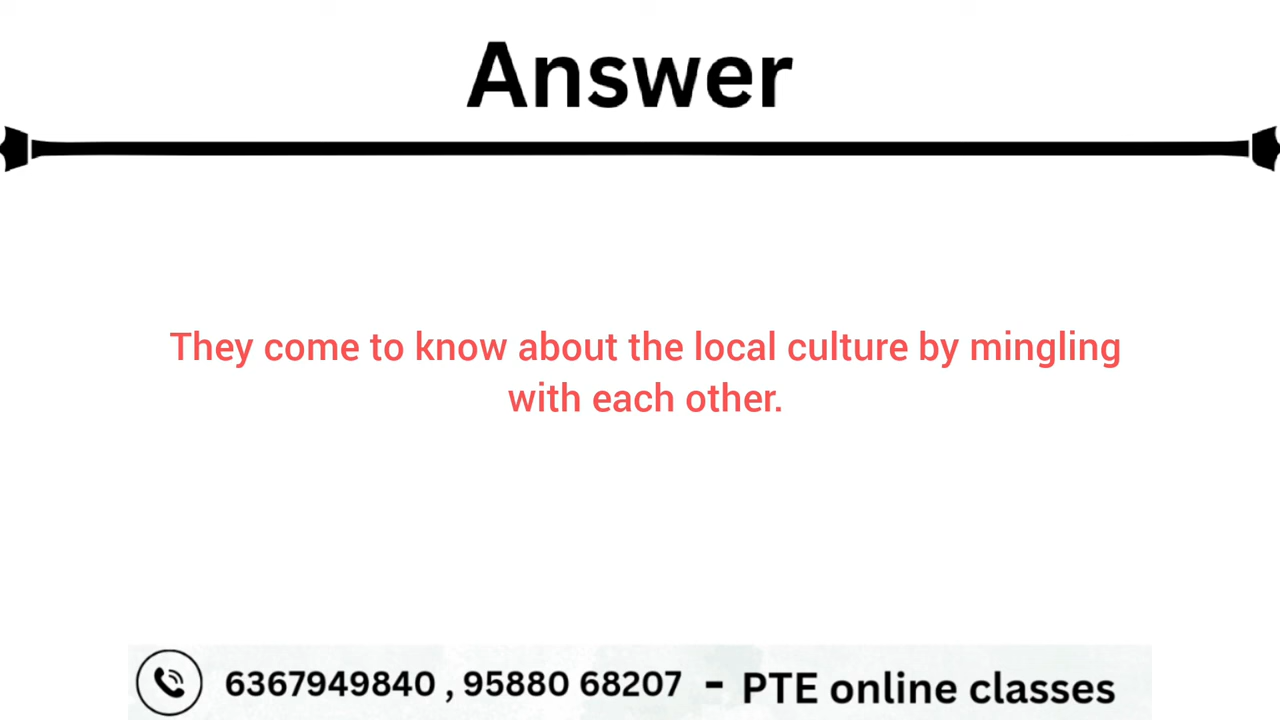 Answer
They come to know about the local culture by mingling
with each other.
6367949840 , 95880 68207 - PTE online classes